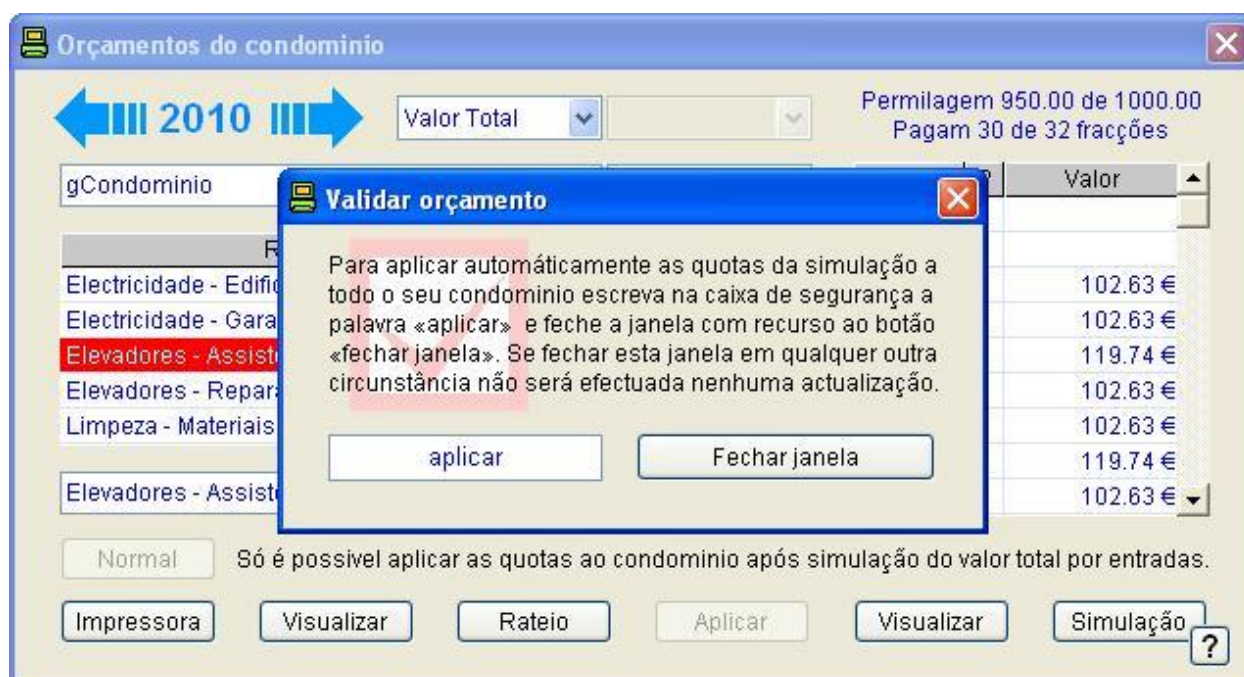 Orçamentos do condominio
2010
Valor Total
Permilagem 950.00 de 1000.00
Pagam 30 de 32 fracções
gCondominio
Valor
Validar orçamento
Para aplicar automáticamente as quotas da simulação a
todo o seu condominio escreva na caixa de segurança a
palavra «aplicar» e feche a janela com recurso ao botão
«fechar janela». Se fechar esta janela em qualquer outra
circunstância não será efectuada nenhuma actualização.
aplicar
Fechar janela
Electricidade - Edifi
102.63 €
Electricidade - Gara
102.63 €
Elevadores - Assist
119.74 €
Elevadores - Repar
102.63 €
Limpeza - Materiais
102.63 €
119.74 €
Elevadores - Assist
102.63 €
Normal
Só é possivel aplicar as quotas ao condominio após simulação do valor total por entradas.
Impressora
Visualizar
Rateio
Aplicar
Visualizar
Simulação
?